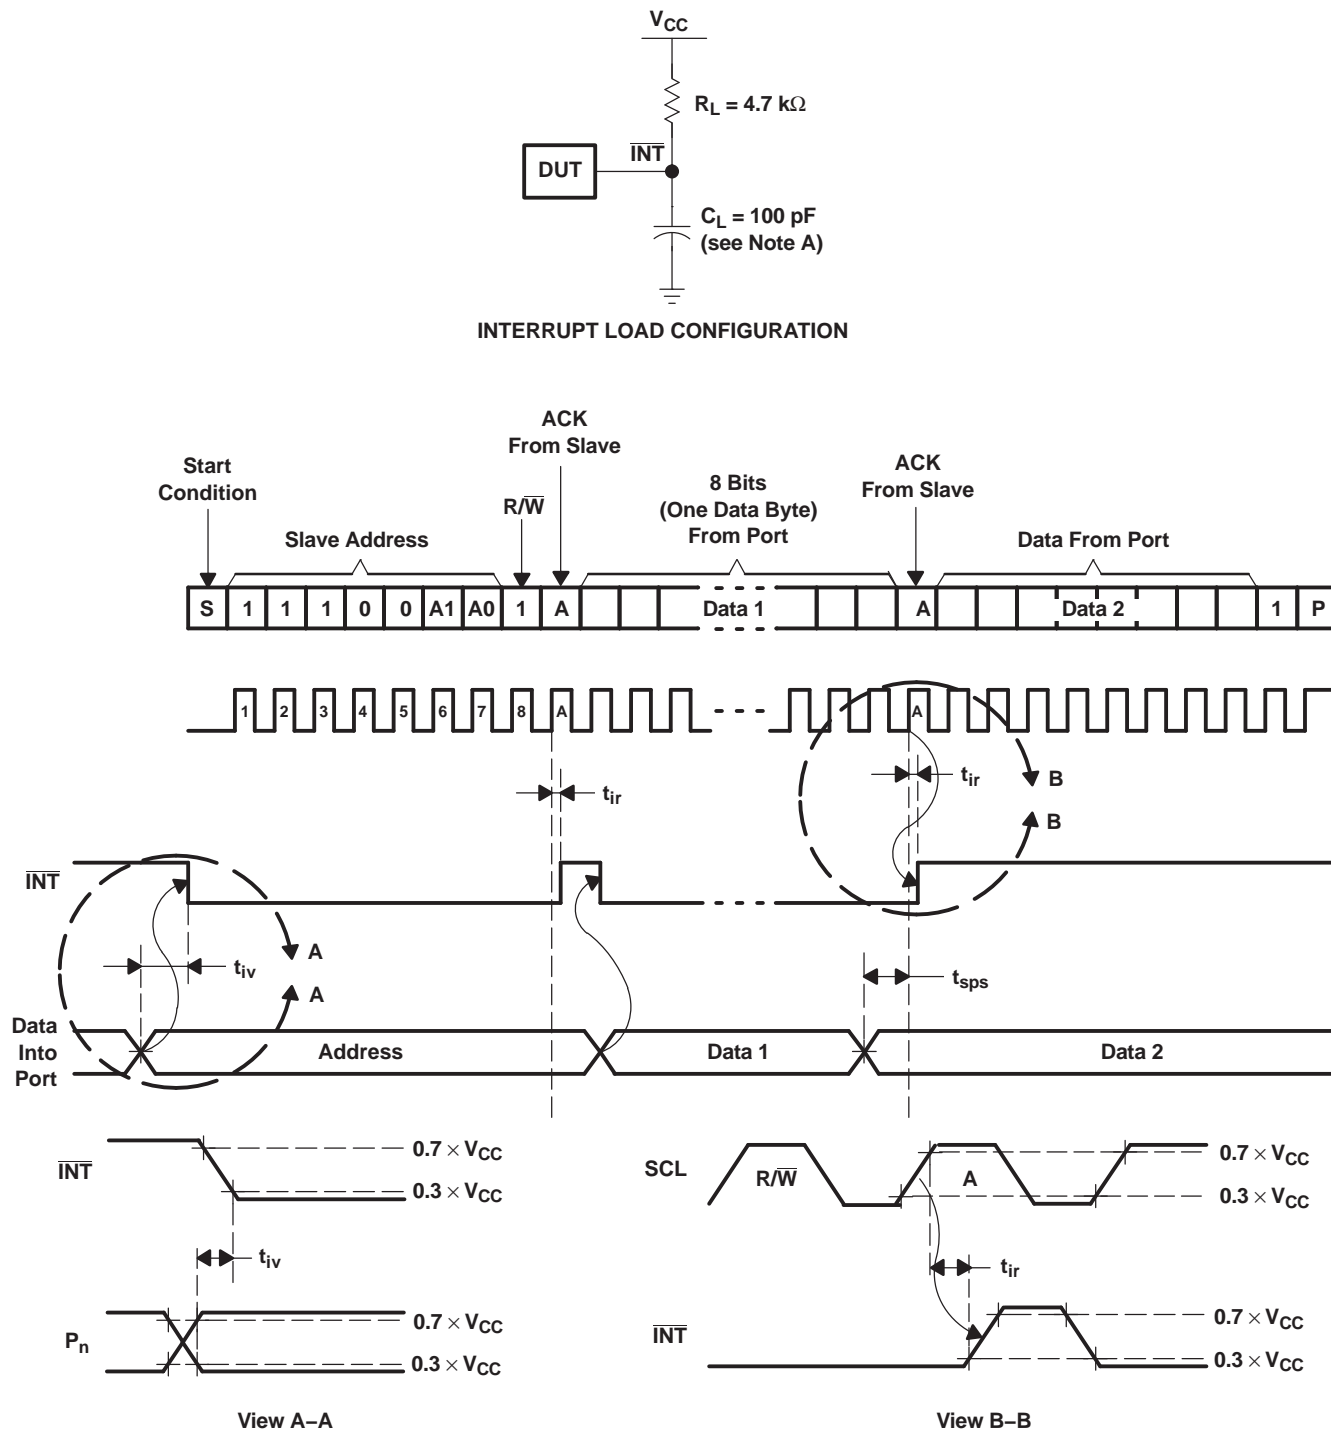 VCC
RL = 4.7 kΩ
INT
DUT
CL = 100 pF
(see Note A)
INTERRUPT LOAD CONFIGURATION
Start
Condition
Slave Address
R/W
ACK
From Slave
8 Bits
(One Data Byte)
From Port
ACK
From Slave
Data From Port
S 1 1 1 0 0 A1 A0 1 A Data 1 A Data 2 1 P
1 2 3 4 5 6 7 8 A A
tir
tir
B
B
INT
A
tiv
A
tsps
Data
Into
Port
Address
Data 1
Data 2
INT
0.7 × VCC
0.3 × VCC
tiv
Pn
0.7 × VCC
0.3 × VCC
View A–A
SCL
R/W
A
0.7 × VCC
0.3 × VCC
tir
INT
0.7 × VCC
0.3 × VCC
View B–B